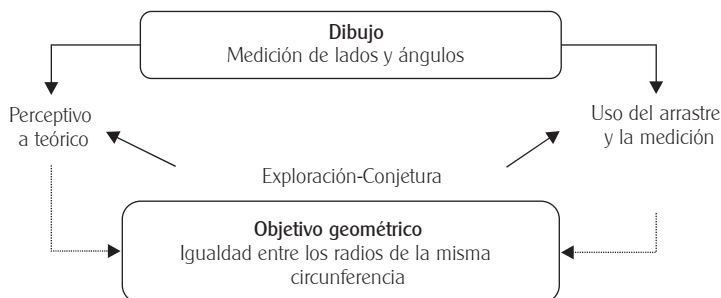 Dibujo
Medición de lados y ángulos
Perceptivo
a teórico
Uso del arrastre
y la medición
Exploración-Conjetura
Objetivo geométrico
Igualdad entre los radios de la misma
circunferencia